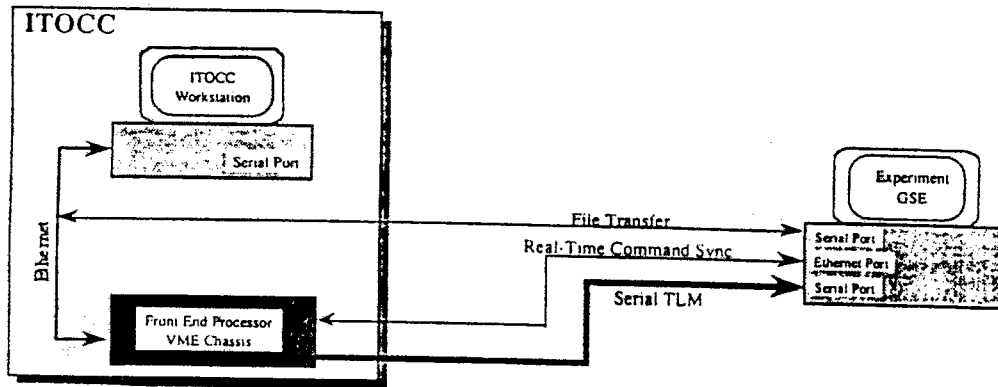 ITOCC
ITOCC
Workstation
Serial Port
Experiment
GSE
File Transfer
Serial Port
Real-Time Command Sync
Ethernet Port
Ethernet
Serial TLM
Serial Port
Front End Processor
VME Chassis